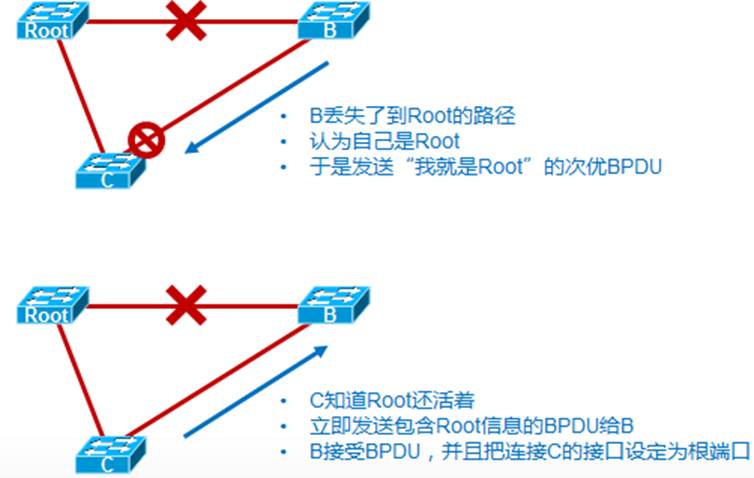 Root
B
• B丢失了到Root的路径
• 认为自己是Root
• 于是发送“我就是Root”的次优BPDU
C
Root
B
• C知道Root还活着
• 立即发送包含Root信息的BPDU给B
• B接受BPDU，并且把连接C的接口设定为根端口
C